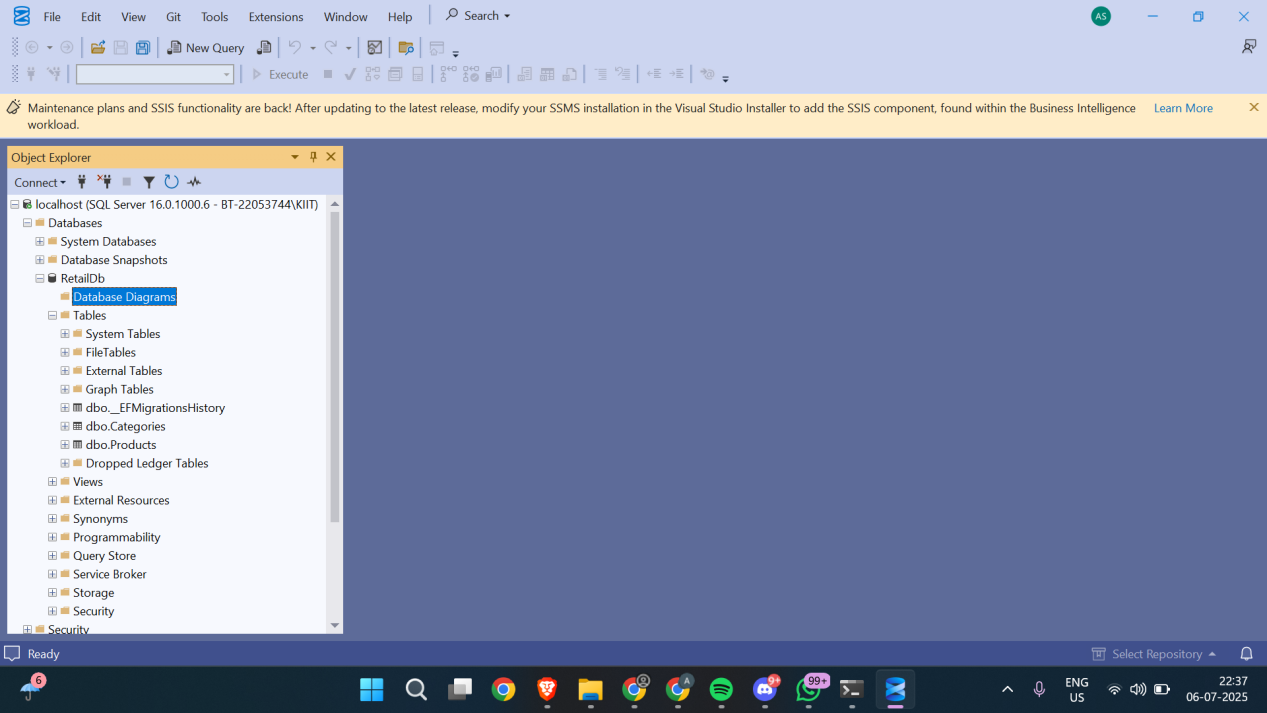 File Edit View Git Tools Extensions Window Help Search AS
New Query
Execute
Maintenance plans and SSIS functionality are back! After updating to the latest release, modify your SSMS installation in the Visual Studio Installer to add the SSIS component, found within the Business Intelligence Learn More
workload.
Object Explorer
Connect
localhost (SQL Server 16.0.1000.6 - BT-22053744\KIIT)
Databases
System Databases
Database Snapshots
RetailDb
Database Diagrams
Tables
System Tables
FileTables
External Tables
Graph Tables
dbo.__EFMigrationsHistory
dbo.Categories
dbo.Products
Dropped Ledger Tables
Views
External Resources
Synonyms
Programmability
Query Store
Service Broker
Storage
Security
Security
Ready Select Repository
6 A 9+ 99+ ENG 22:37
US 06-07-2025